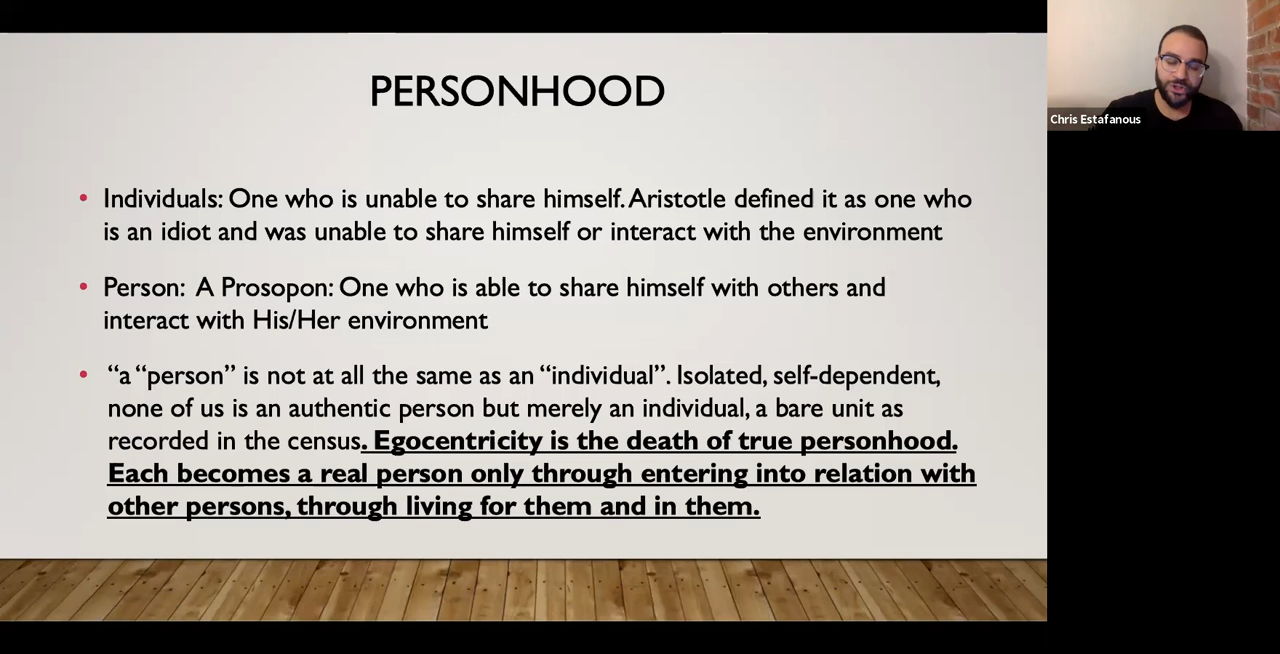 PERSONHOOD
• Individuals: One who is unable to share himself. Aristotle defined it as one who
is an idiot and was unable to share himself or interact with the environment
• Person: A Prosopon: One who is able to share himself with others and
interact with His/Her environment
• “a “person” is not at all the same as an “individual”. Isolated, self-dependent,
none of us is an authentic person but merely an individual, a bare unit as
recorded in the census. Egocentricity is the death of true personhood.
Each becomes a real person only through entering into relation with
other persons, through living for them and in them.
Chris Estafanous